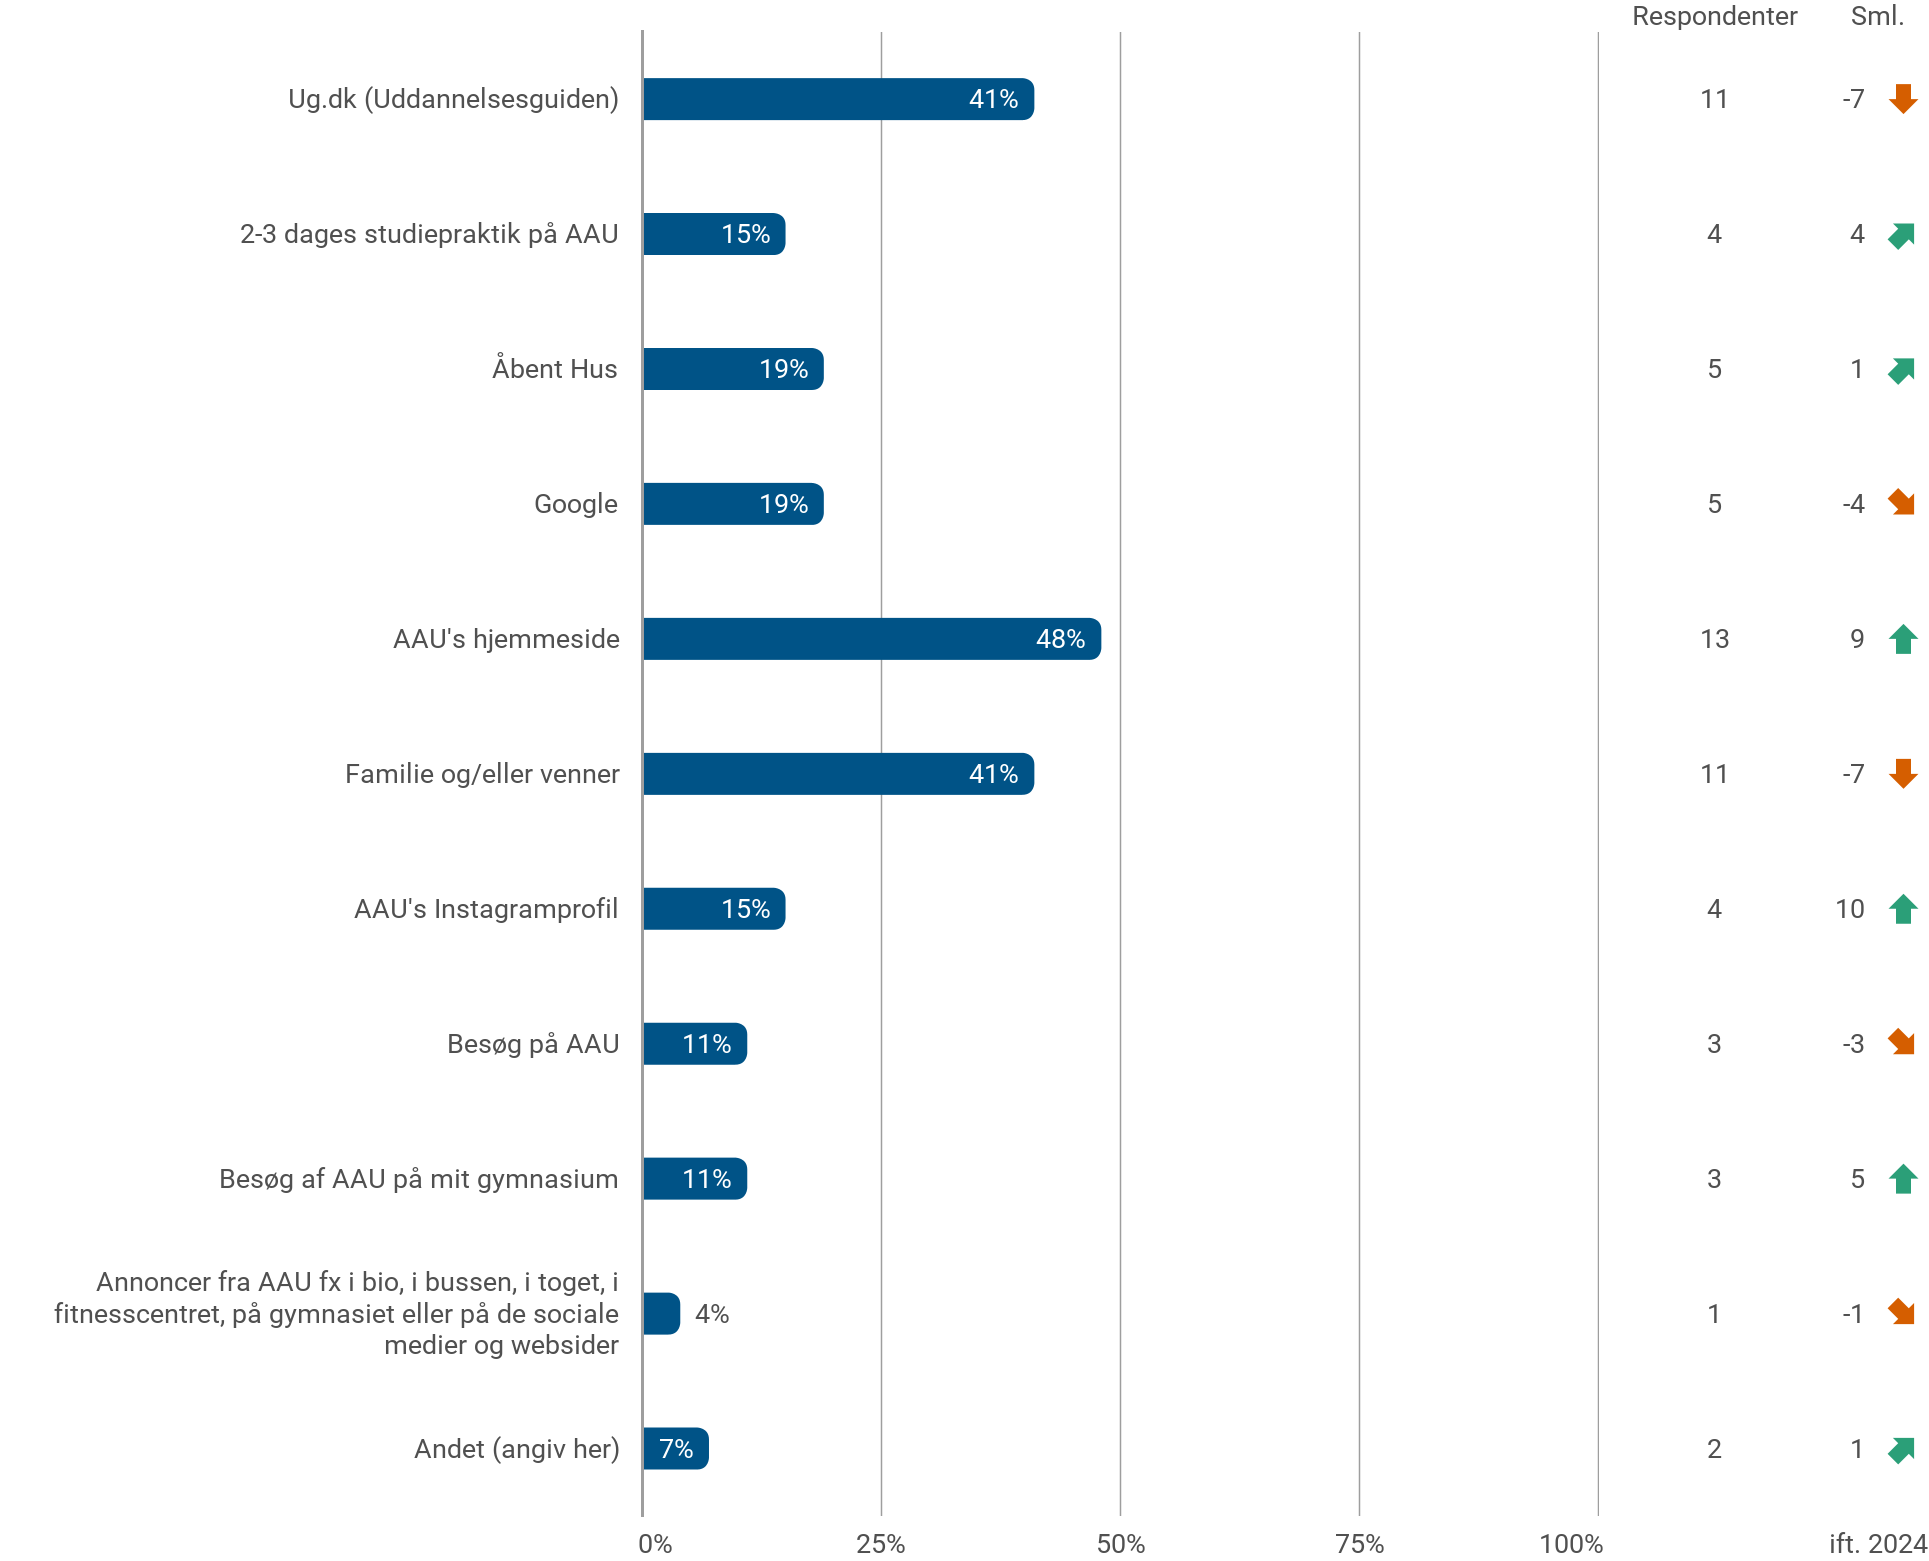 Respondenter Sml.
Ug.dk (Uddannelsesguiden) 41% 11 -7
2-3 dages studiepraktik på AAU 15% 4 4
Åbent Hus 19% 5 1
Google 19% 5 -4
AAU's hjemmeside 48% 13 9
Familie og/eller venner 41% 11 -7
AAU's Instagramprofil 15% 4 10
Besøg på AAU 11% 3 -3
Besøg af AAU på mit gymnasium 11% 3 5
Annoncer fra AAU fx i bio, i bussen, i toget, i
fitnesscentret, på gymnasiet eller på de sociale 4% 1 -1
medier og websider
Andet (angiv her) 7% 2 1
0% 25% 50% 75% 100% ift. 2024